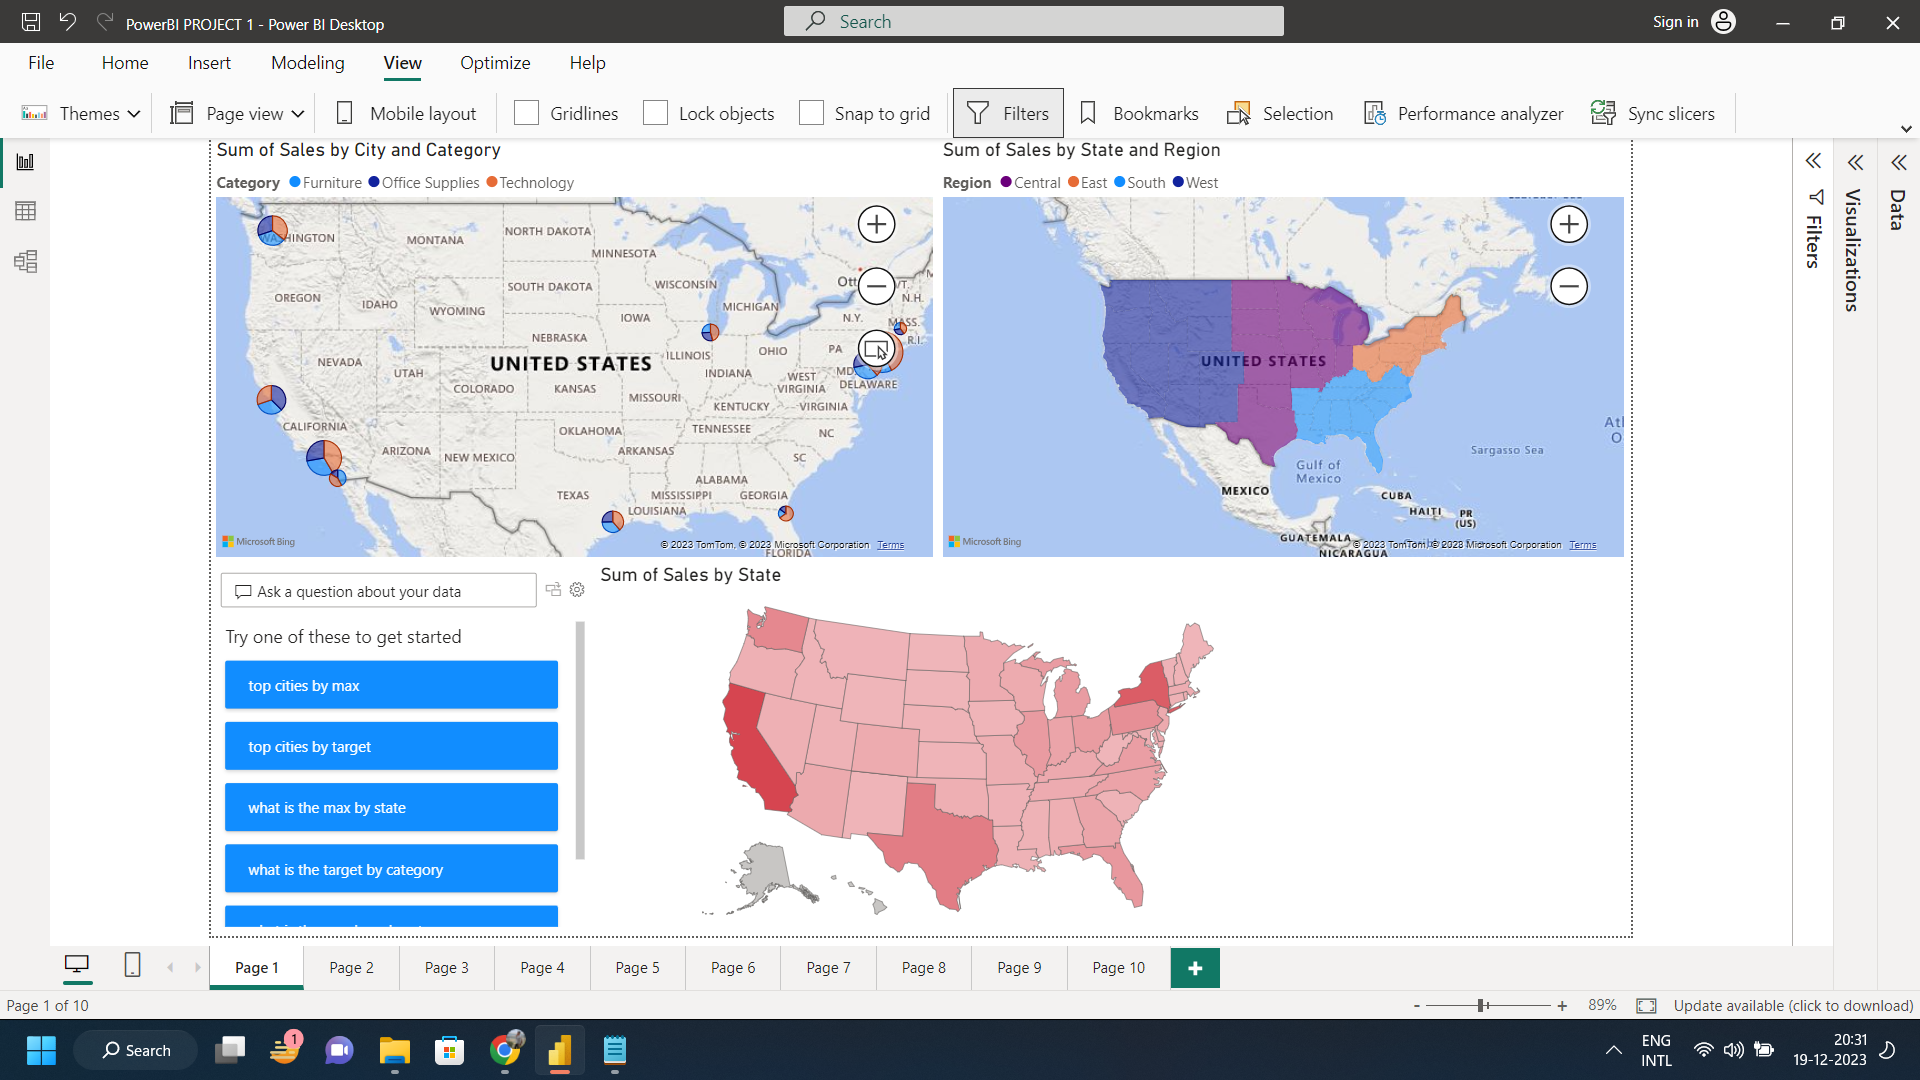 PowerBI PROJECT 1 - Power BI Desktop
Search
Sign in
File Home Insert Modeling View Optimize Help
Themes Page view Mobile layout Gridlines Lock objects Snap to grid Filters Bookmarks Selection Performance analyzer Sync slicers
Sum of Sales by City and Category
Category Furniture Office Supplies Technology
WASHINGTON
MONTANA
NORTH DAKOTA
MINNESOTA
OREGON
IDAHO
SOUTH DAKOTA
WISCONSIN
MICHIGAN
Ott
VT.
N.H.
WYOMING
IOWA
N.Y.
MASS.
R.I.
NEBRASKA
NEVADA
UTAH
UNITED STATES
ILLINOIS
OHIO
PA
INDIANA
MD
DELAWARE
COLORADO
KANSAS
MISSOURI
WEST
VIRGINIA
KENTUCKY
VIRGINIA
CALIFORNIA
OKLAHOMA
TENNESSEE
NC
ARIZONA
NEW MEXICO
ARKANSAS
SC
ALABAMA
TEXAS
MISSISSIPPI
GEORGIA
LOUISIANA
FLORIDA
Microsoft Bing
© 2023 TomTom, © 2023 Microsoft Corporation Terms
Sum of Sales by State and Region
Region Central East South West
UNITED STATES
Atl
O
Sargasso Sea
Gulf of
Mexico
MEXICO
CUBA
HAITI
PR
(US)
GUATEMALA
NICARAGUA
Microsoft Bing
© 2023 TomTom, © 2023 Microsoft Corporation Terms
Ask a question about your data
Try one of these to get started
top cities by max
top cities by target
what is the max by state
what is the target by category
Sum of Sales by State
Filters
Visualizations
Data
Page 1 Page 2 Page 3 Page 4 Page 5 Page 6 Page 7 Page 8 Page 9 Page 10
Page 1 of 10
- + 89%
Update available (click to download)
Search
1
ENG
INTL
20:31
19-12-2023